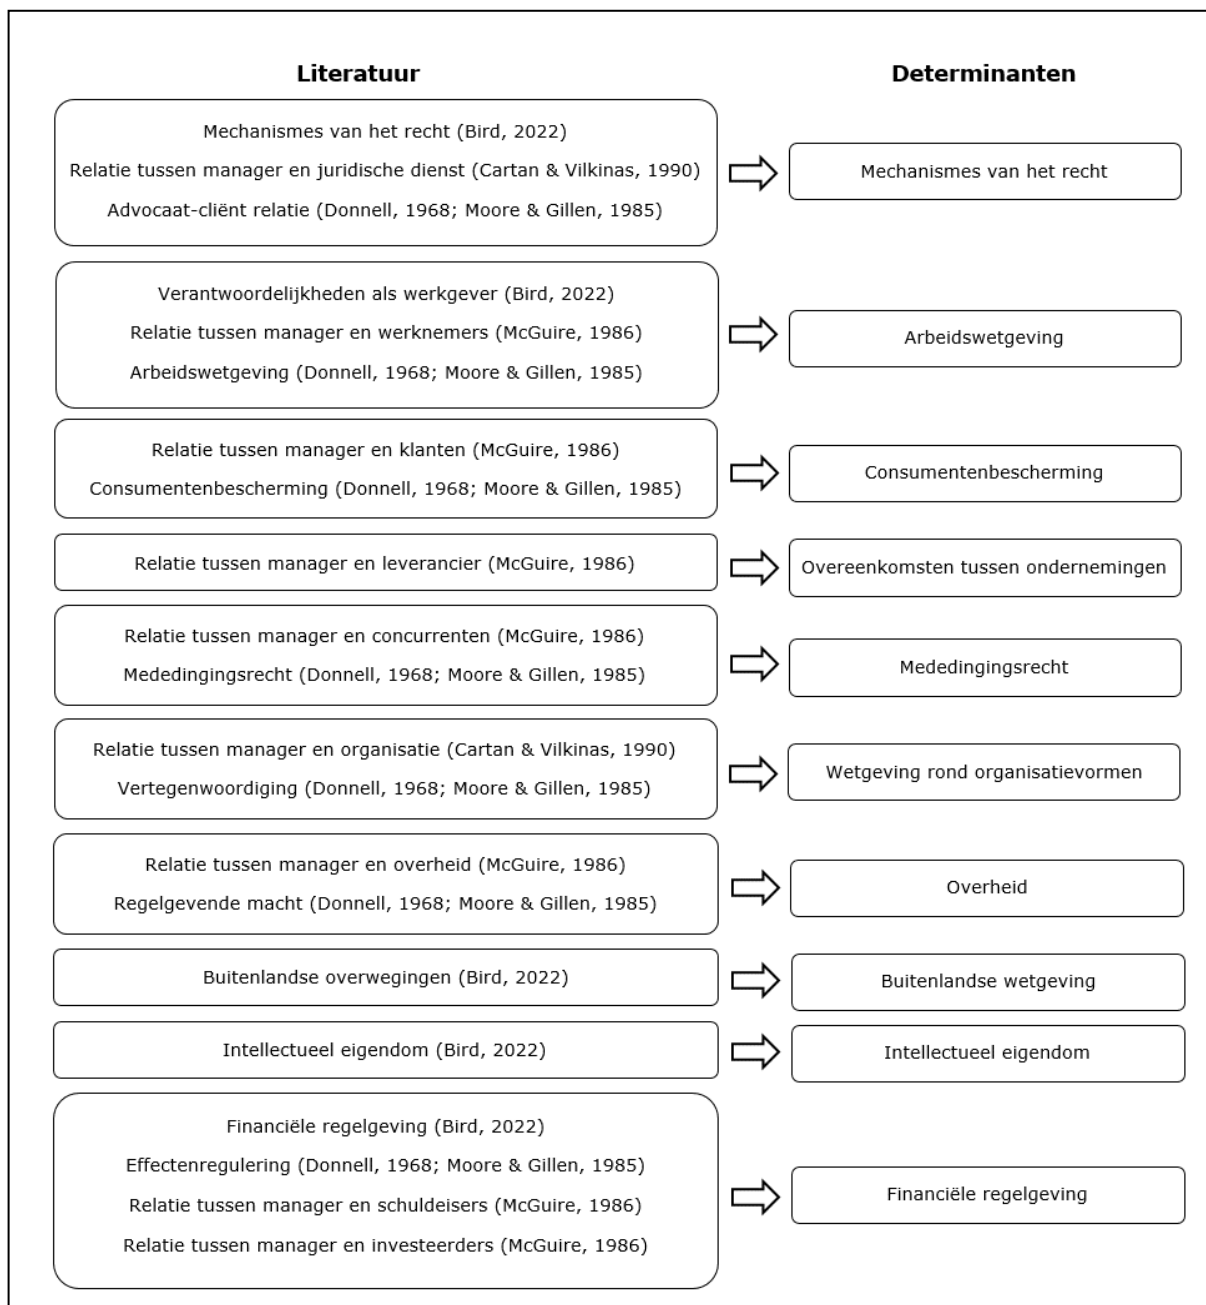 Literatuur
Determinanten
Mechanismes van het recht (Bird, 2022)
Relatie tussen manager en juridische dienst (Cartan & Vilkinas, 1990)
Advocaat-cliënt relatie (Donnell, 1968; Moore & Gillen, 1985)
Mechanismes van het recht
Verantwoordelijkheden als werkgever (Bird, 2022)
Relatie tussen manager en werknemers (McGuire, 1986)
Arbeidswetgeving (Donnell, 1968; Moore & Gillen, 1985)
Arbeidswetgeving
Relatie tussen manager en klanten (McGuire, 1986)
Consumentenbescherming (Donnell, 1968; Moore & Gillen, 1985)
Consumentenbescherming
Relatie tussen manager en leverancier (McGuire, 1986)
Overeenkomsten tussen ondernemingen
Relatie tussen manager en concurrenten (McGuire, 1986)
Mededingingsrecht (Donnell, 1968; Moore & Gillen, 1985)
Mededingingsrecht
Relatie tussen manager en organisatie (Cartan & Vilkinas, 1990)
Vertegenwoordiging (Donnell, 1968; Moore & Gillen, 1985)
Wetgeving rond organisatievormen
Relatie tussen manager en overheid (McGuire, 1986)
Regelgevende macht (Donnell, 1968; Moore & Gillen, 1985)
Overheid
Buitenlandse overwegingen (Bird, 2022)
Buitenlandse wetgeving
Intellectueel eigendom (Bird, 2022)
Intellectueel eigendom
Financiële regelgeving (Bird, 2022)
Effectenregulering (Donnell, 1968; Moore & Gillen, 1985)
Relatie tussen manager en schuldeisers (McGuire, 1986)
Relatie tussen manager en investeerders (McGuire, 1986)
Financiële regelgeving